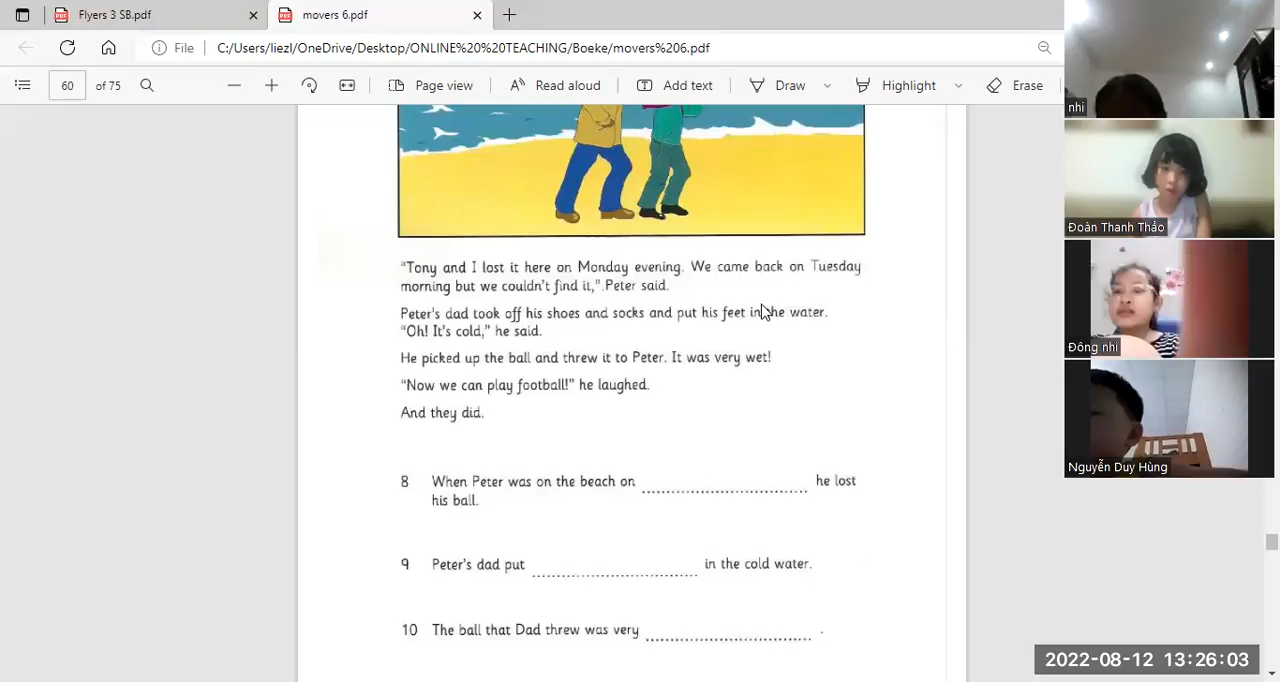 Flyers 3 SB.pdf
movers 6.pdf
File
C:/Users/liezl/OneDrive/Desktop/ONLINE%20%20TEACHING/Boeke/movers%206.pdf
60 of 75
Page view
Read aloud
Add text
Draw
Highlight
Erase
"Tony and I lost it here on Monday evening. We came back on Tuesday
morning but we couldn't find it," Peter said.
Peter's dad took off his shoes and socks and put his feet in the water.
"Oh! It's cold," he said.
He picked up the ball and threw it to Peter. It was very wet!
"Now we can play football!" he laughed.
And they did.
8 When Peter was on the beach on ........................ he lost
his ball.
9 Peter's dad put ........................ in the cold water.
10 The ball that Dad threw was very ........................ .
nhi
Đoàn Thanh Thảo
Đông nhi
Nguyễn Duy Hùng
2022-08-12 13:26:03